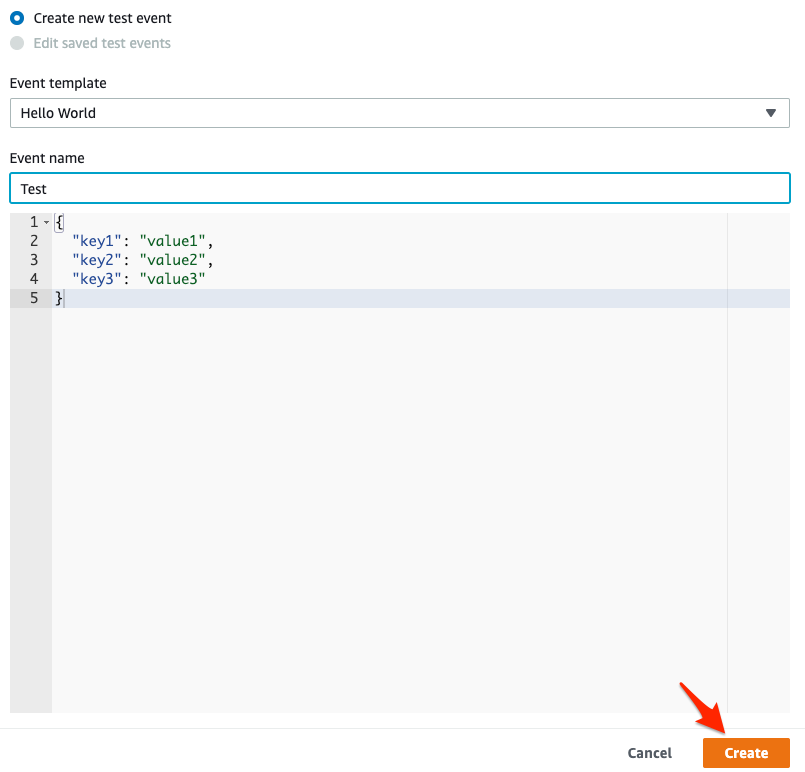 Create new test event
Edit saved test events
Event template
Hello World
Event name
Test
1 {
2 "key1": "value1",
3 "key2": "value2",
4 "key3": "value3"
5 }
Cancel Create